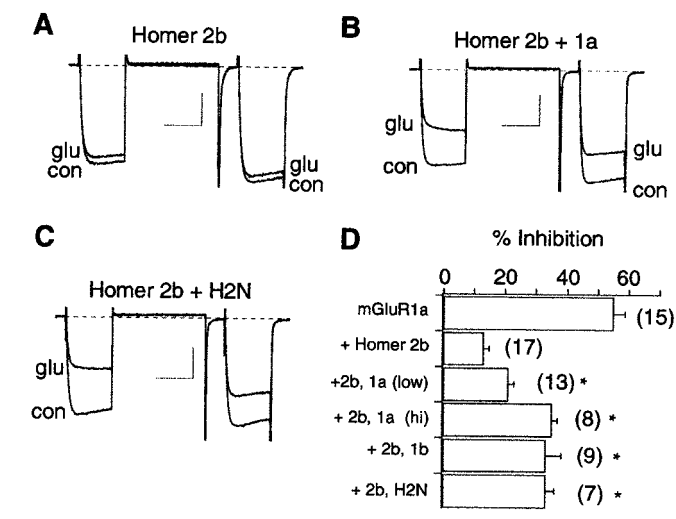 A
Homer 2b
glu
con
glu
con
B
Homer 2b + 1a
glu
con
glu
con
C
Homer 2b + H2N
glu
con
D
% Inhibition
0 20 40 60
mGluR1a (15)
+ Homer 2b (17)
+2b, 1a (low) (13) *
+ 2b, 1a (hi) (8) *
+ 2b, 1b (9) *
+ 2b, H2N (7) *